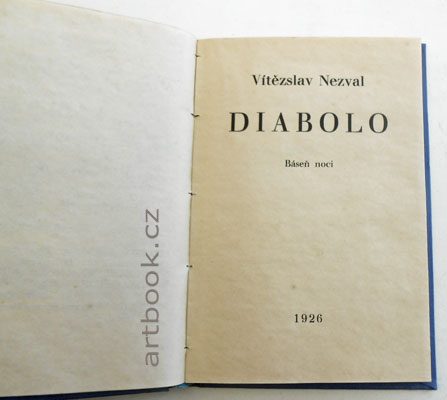 Vítězslav Nezval
DIABOLO
Báseň noci
1926
artbook.cz